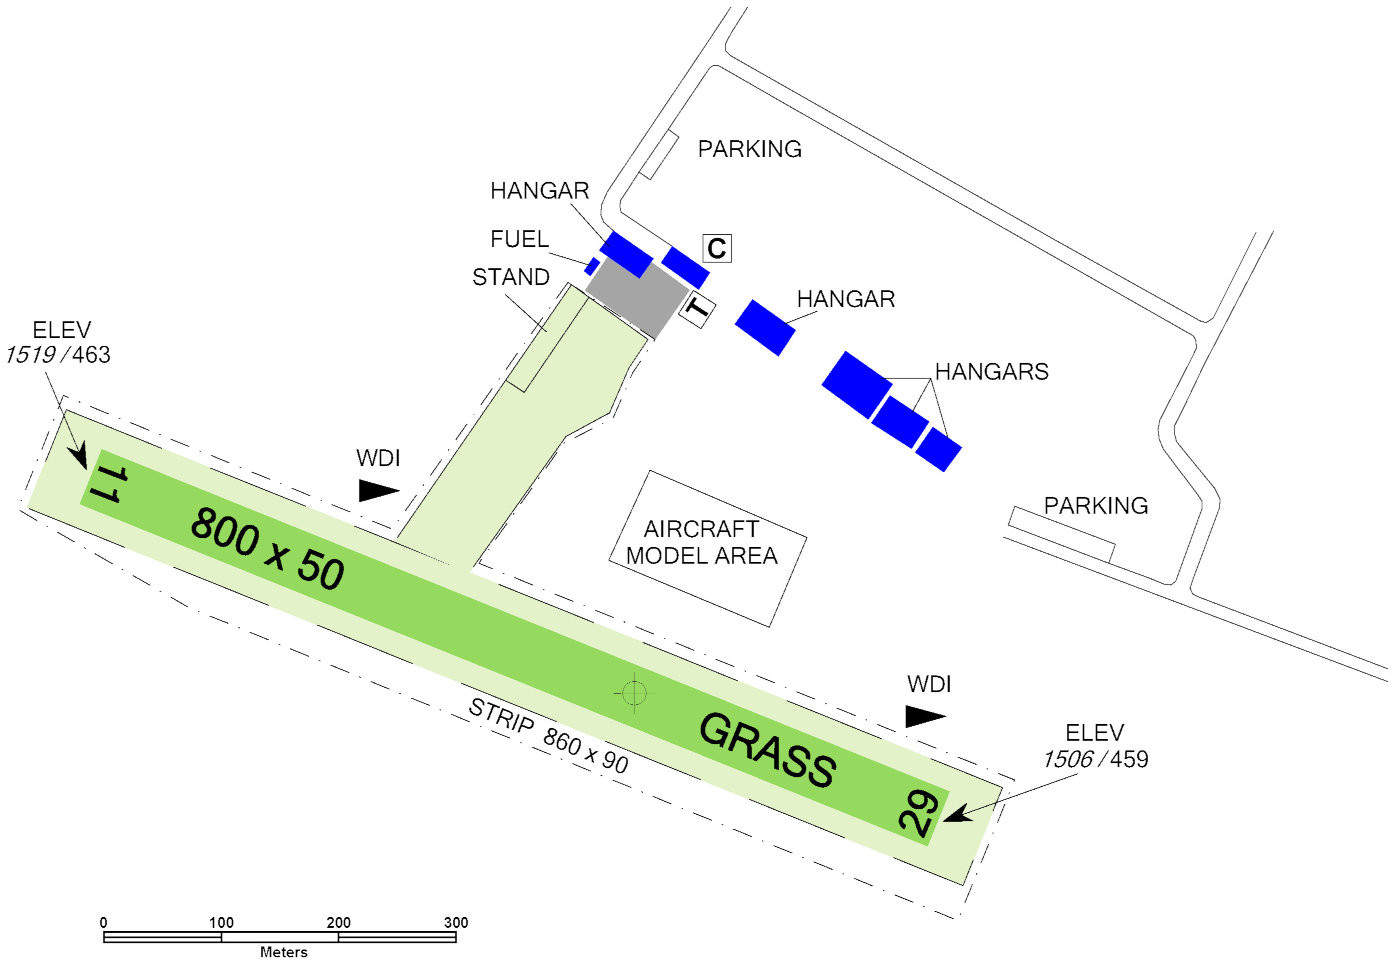 PARKING
HANGAR
FUEL
C
STAND
T
HANGAR
ELEV
1519 / 463
HANGARS
WDI
11
PARKING
800 x 50
AIRCRAFT
MODEL AREA
WDI
STRIP 860 x 90
GRASS
ELEV
1506 / 459
29
0 100 200 300
Meters